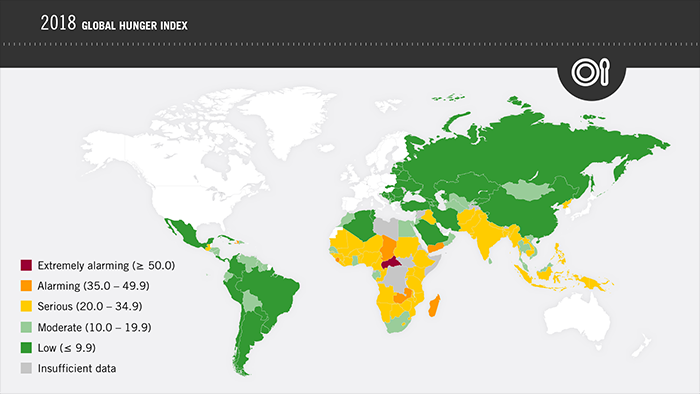 2018 GLOBAL HUNGER INDEX
Extremely alarming (≥ 50.0)
Alarming (35.0 – 49.9)
Serious (20.0 – 34.9)
Moderate (10.0 – 19.9)
Low (≤ 9.9)
Insufficient data